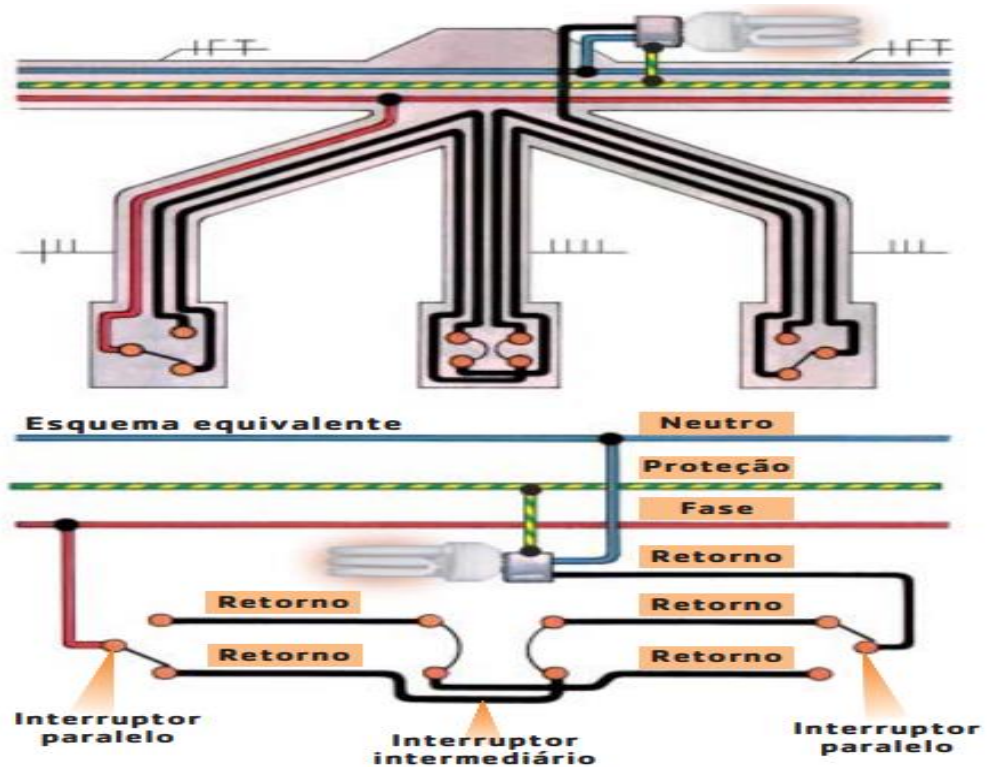 Esquema equivalente
Neutro
Proteção
Fase
Retorno
Retorno
Retorno
Retorno
Retorno
Interruptor
paralelo
Interruptor
intermediário
Interruptor
paralelo